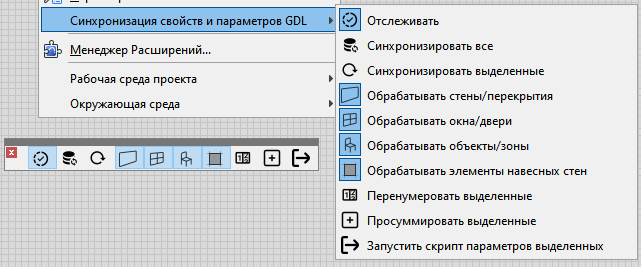 Синхронизация свойств и параметров GDL
Менеджер Расширений...
Рабочая среда проекта
Окружающая среда
Отслеживать
Синхронизировать все
Синхронизировать выделенные
Обрабатывать стены/перекрытия
Обрабатывать окна/двери
Обрабатывать объекты/зоны
Обрабатывать элементы навесных стен
Перенумеровать выделенные
Просуммировать выделенные
Запустить скрипт параметров выделенных